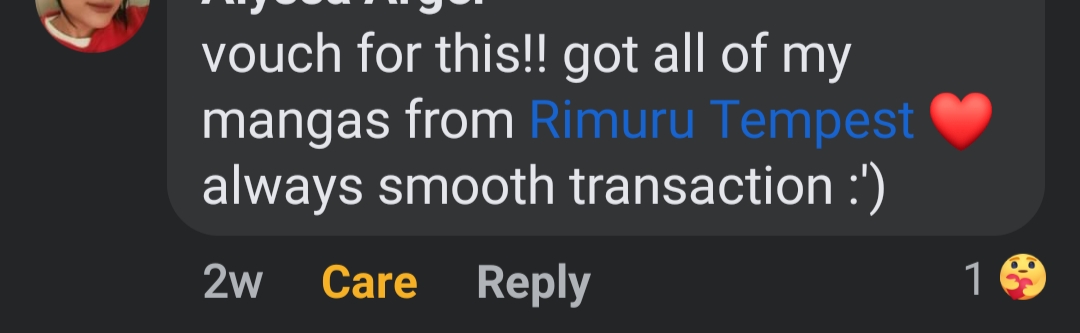 vouch for this!! got all of my
mangas from Rimuru Tempest ❤️
always smooth transaction :')
2w Care Reply 1